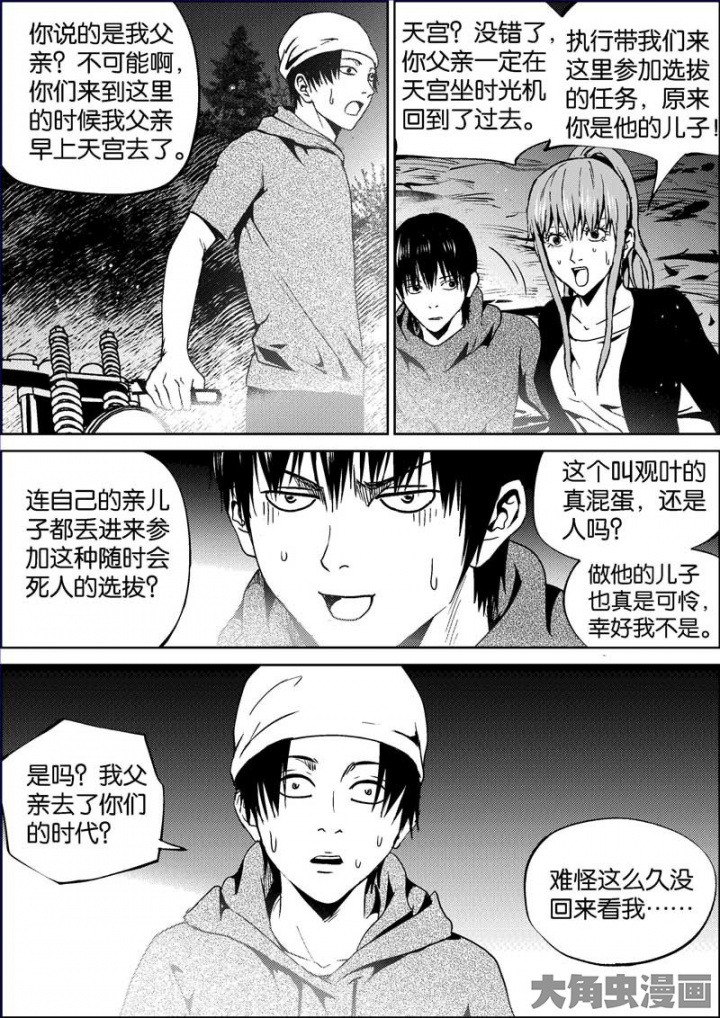 你说的是我父
亲？不可能啊，
你们来到这里
的时候我父亲
早上天宫去了。
天宫？没错了，
你父亲一定在
天宫坐时光机
回到了过去。
执行带我们来
这里参加选拔
的任务，原来
你是他的儿子！
连自己的亲儿
子都丢进来参
加这种随时会
死人的选拔？
这个叫观叶的
真混蛋，还是
人吗？
做他的儿子
也真是可怜，
幸好我不是。
是吗？我父
亲去了你们
的时代？
难怪这么久没
回来看我……
大角虫漫画